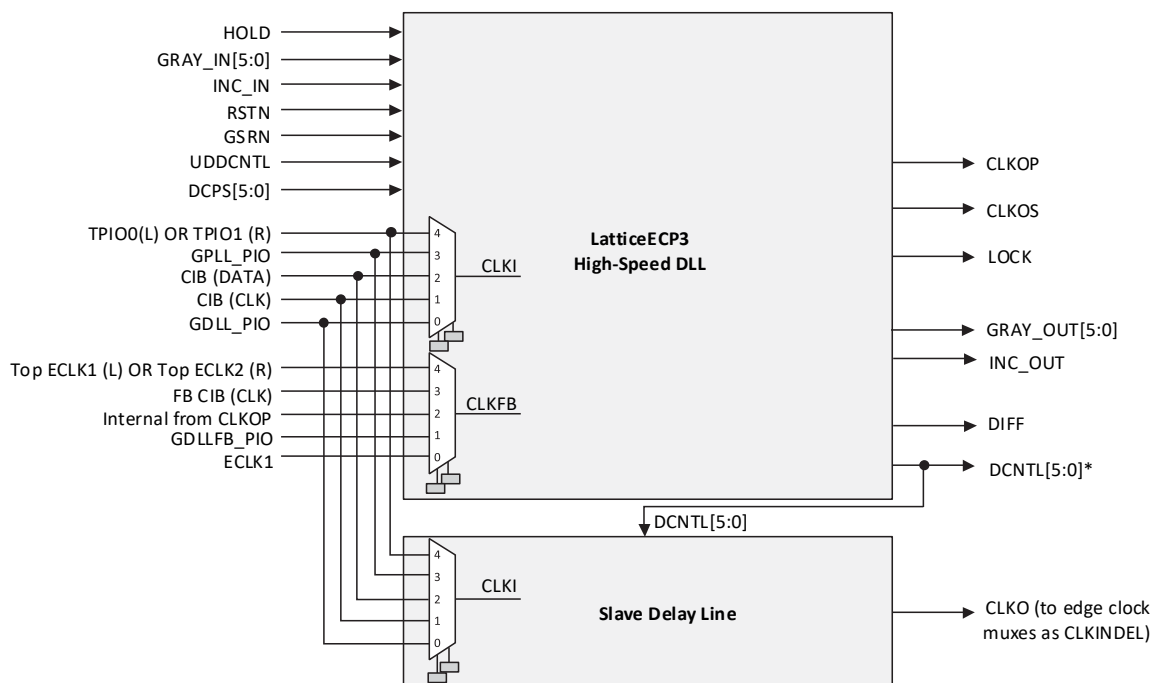 HOLD
GRAY_IN[5:0]
INC_IN
RSTN
GSRN
UDDCNTL
DCPS[5:0]
TPIO0(L) OR TPIO1 (R)
GPLL_PIO
CIB (DATA)
CIB (CLK)
GDLL_PIO
4
3
2
1
0
CLKI
LatticeECP3
High-Speed DLL
CLKOP
CLKOS
LOCK
GRAY_OUT[5:0]
INC_OUT
DIFF
DCNTL[5:0]*
Top ECLK1 (L) OR Top ECLK2 (R)
FB CIB (CLK)
Internal from CLKOP
GDLLFB_PIO
ECLK1
4
3
2
1
0
CLKFB
DCNTL[5:0]
4
3
2
1
0
CLKI
Slave Delay Line
CLKO (to edge clock
muxes as CLKINDEL)